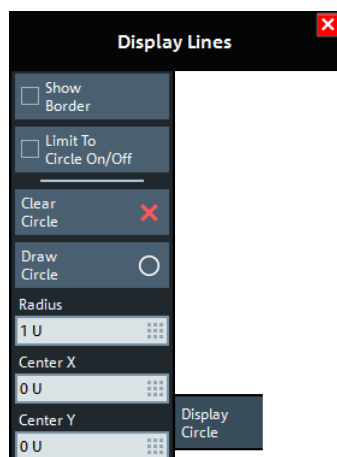 Display Lines
Show
Border
Limit To
Circle On/Off
Clear
Circle
Draw
Circle
Radius
1 U
Center X
0 U
Center Y
0 U
Display
Circle